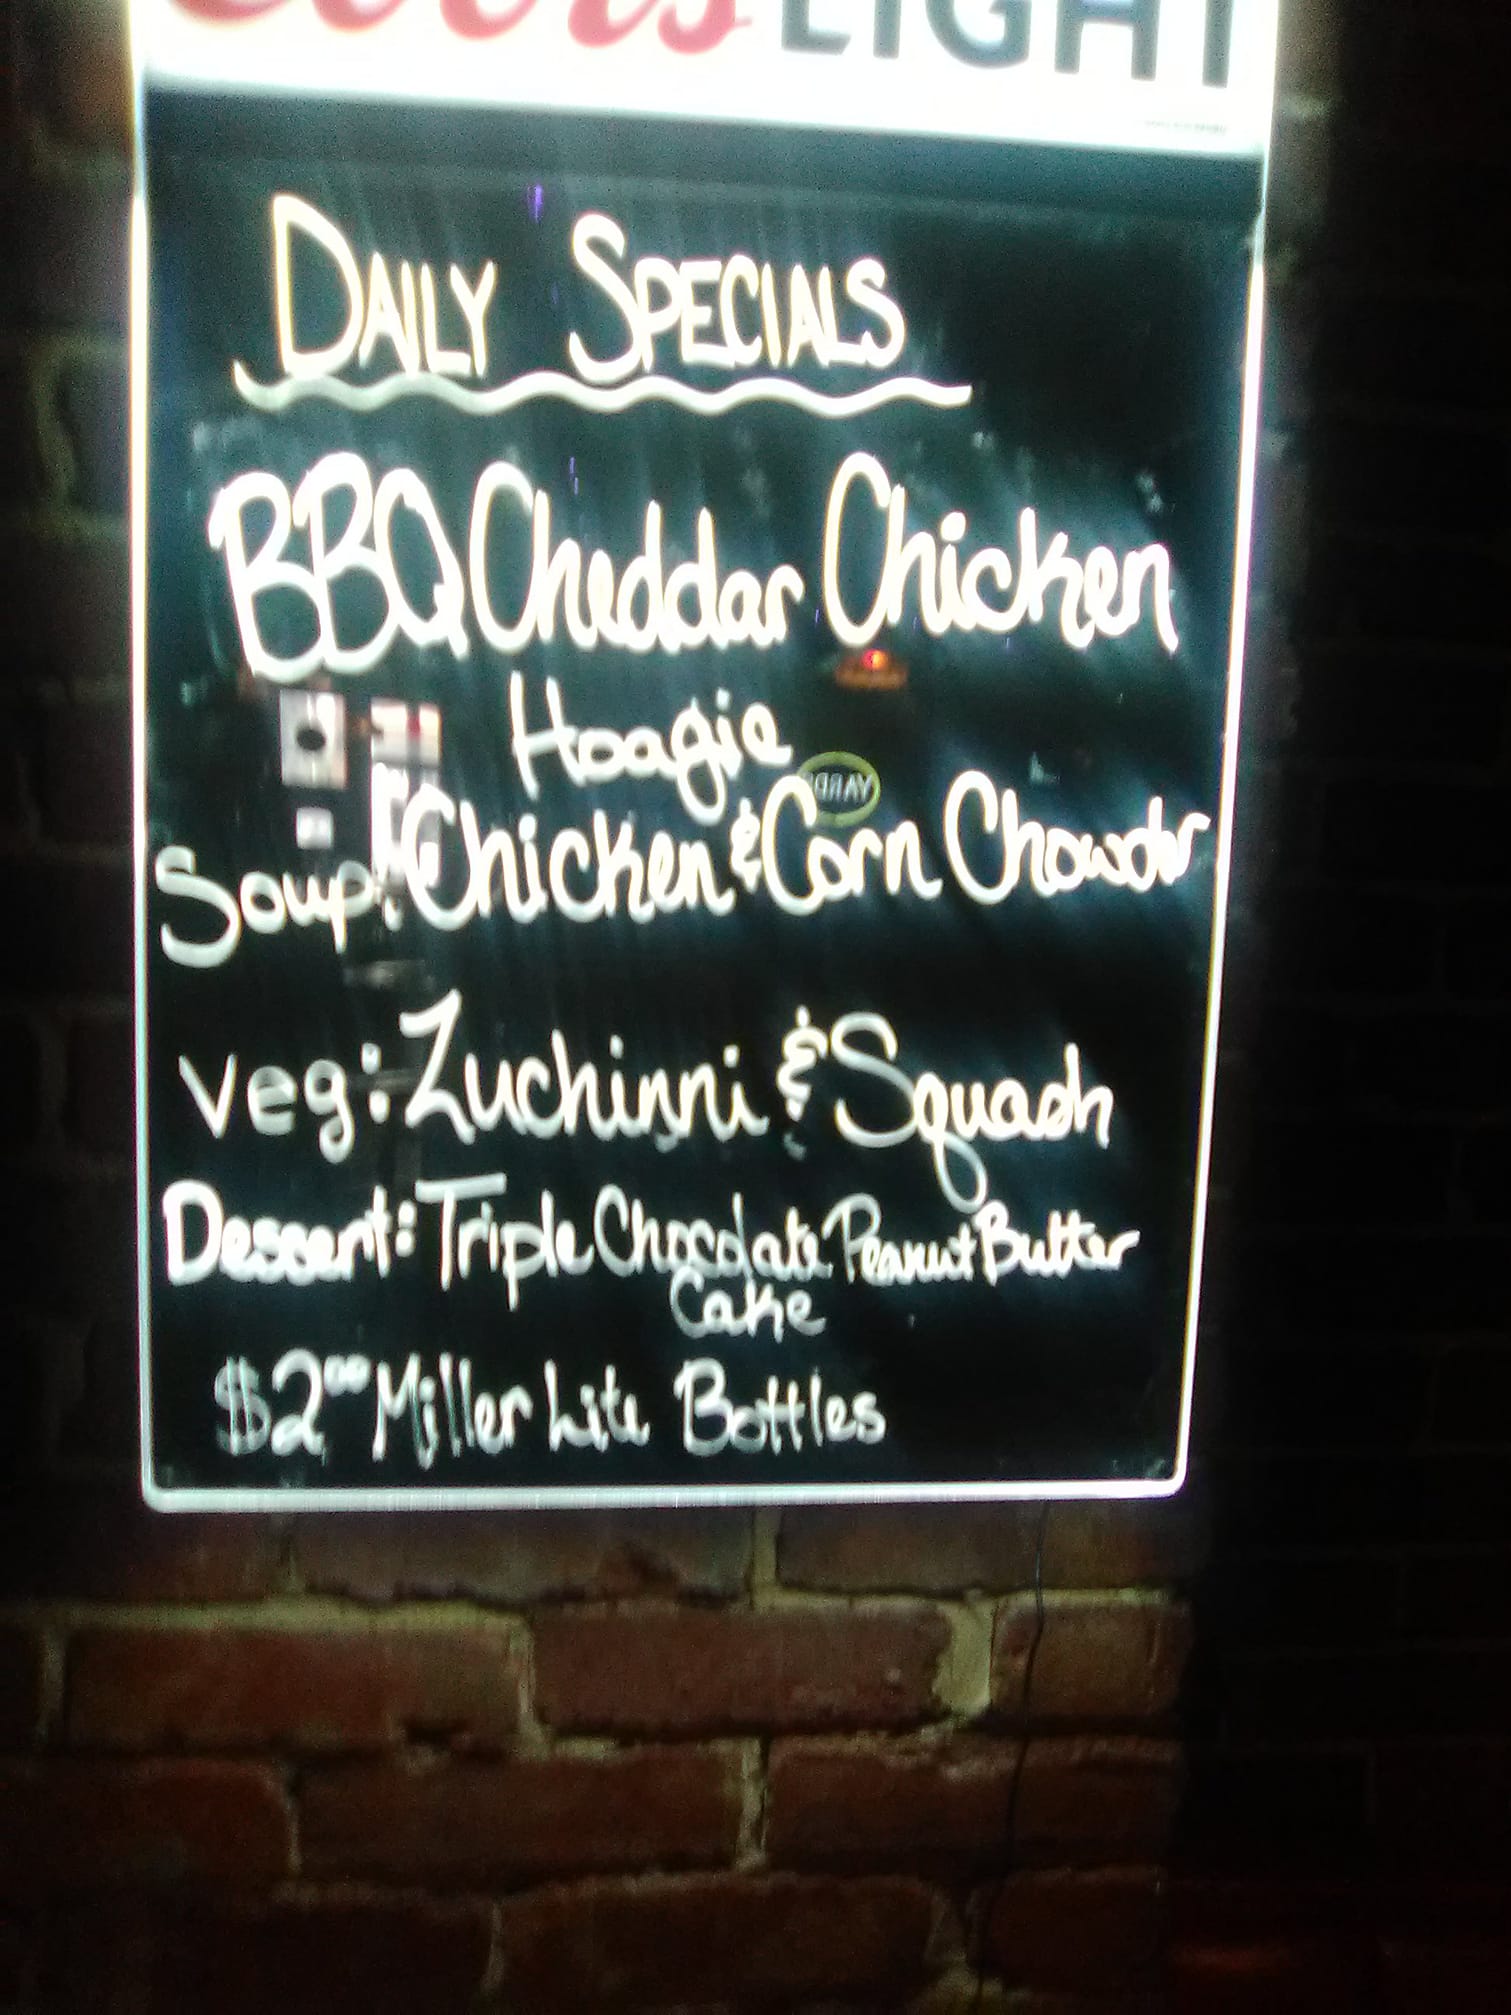 Coors LIGHT
DAILY SPECIALS
BBQ Cheddar Chicken
Hoagie
Soup: Chicken & Corn Chowder
Veg: Zuchinni & Squash
Dessert: Triple Chocolate Peanut Butter
Cake
$2.00 Miller Lite Bottles